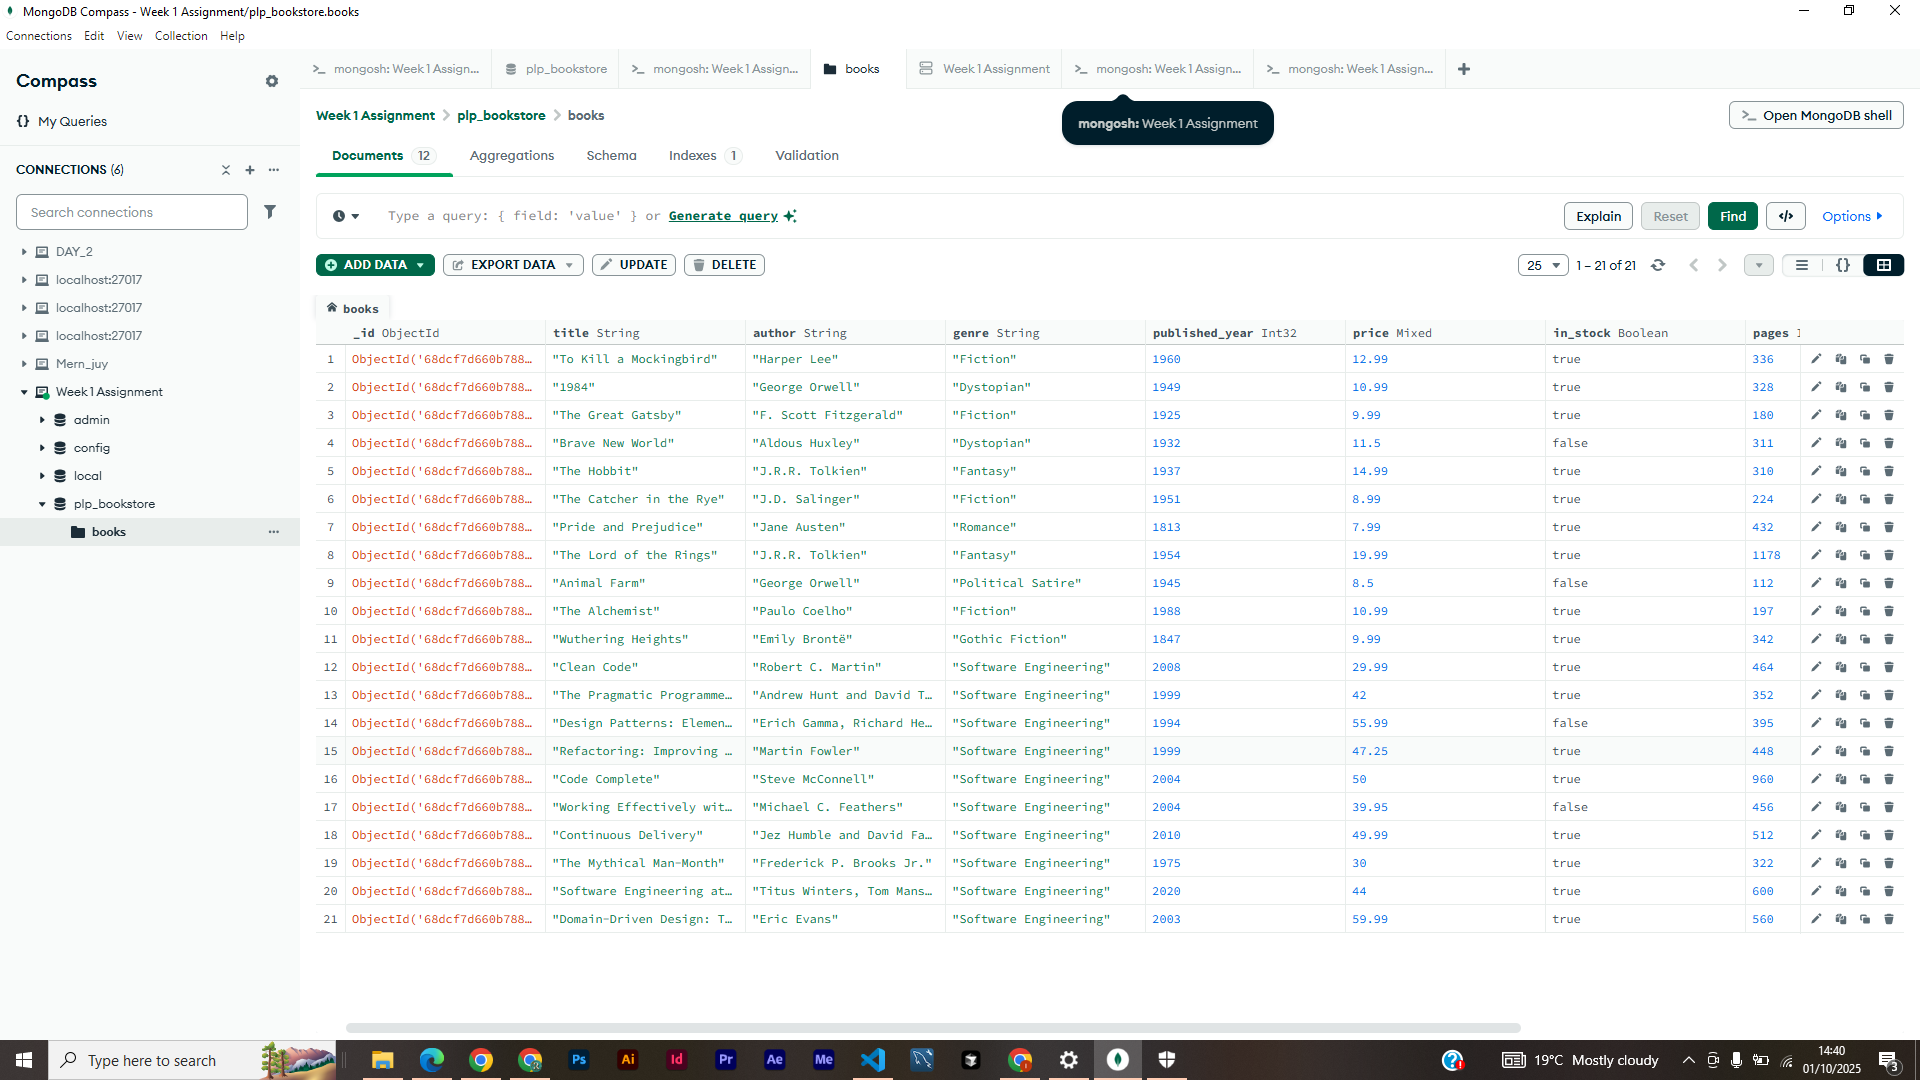 MongoDB Compass - Week 1 Assignment/plp_bookstore.books
Connections Edit View Collection Help
Compass
My Queries
CONNECTIONS (6)
Search connections
DAY_2
localhost:27017
localhost:27017
localhost:27017
Mern_juy
Week 1 Assignment
admin
config
local
plp_bookstore
books
mongosh: Week 1 Assign... plp_bookstore mongosh: Week 1 Assign... books Week 1 Assignment mongosh: Week 1 Assign... mongosh: Week 1 Assign...
Week 1 Assignment plp_bookstore books
mongosh: Week 1 Assignment
Open MongoDB shell
Documents 12 Aggregations Schema Indexes 1 Validation
Type a query: { field: 'value' } or Generate query
Explain Reset Find </> Options
ADD DATA EXPORT DATA UPDATE DELETE
25 1 – 21 of 21 {}
books
_id ObjectId title String author String genre String published_year Int32 price Mixed in_stock Boolean pages I
1 ObjectId('68dcf7d660b788… "To Kill a Mockingbird" "Harper Lee" "Fiction" 1960 12.99 true 336
2 ObjectId('68dcf7d660b788… "1984" "George Orwell" "Dystopian" 1949 10.99 true 328
3 ObjectId('68dcf7d660b788… "The Great Gatsby" "F. Scott Fitzgerald" "Fiction" 1925 9.99 true 180
4 ObjectId('68dcf7d660b788… "Brave New World" "Aldous Huxley" "Dystopian" 1932 11.5 false 311
5 ObjectId('68dcf7d660b788… "The Hobbit" "J.R.R. Tolkien" "Fantasy" 1937 14.99 true 310
6 ObjectId('68dcf7d660b788… "The Catcher in the Rye" "J.D. Salinger" "Fiction" 1951 8.99 true 224
7 ObjectId('68dcf7d660b788… "Pride and Prejudice" "Jane Austen" "Romance" 1813 7.99 true 432
8 ObjectId('68dcf7d660b788… "The Lord of the Rings" "J.R.R. Tolkien" "Fantasy" 1954 19.99 true 1178
9 ObjectId('68dcf7d660b788… "Animal Farm" "George Orwell" "Political Satire" 1945 8.5 false 112
10 ObjectId('68dcf7d660b788… "The Alchemist" "Paulo Coelho" "Fiction" 1988 10.99 true 197
11 ObjectId('68dcf7d660b788… "Wuthering Heights" "Emily Brontë" "Gothic Fiction" 1847 9.99 true 342
12 ObjectId('68dcf7d660b788… "Clean Code" "Robert C. Martin" "Software Engineering" 2008 29.99 true 464
13 ObjectId('68dcf7d660b788… "The Pragmatic Programme… "Andrew Hunt and David T… "Software Engineering" 1999 42 true 352
14 ObjectId('68dcf7d660b788… "Design Patterns: Elemen… "Erich Gamma, Richard He… "Software Engineering" 1994 55.99 false 395
15 ObjectId('68dcf7d660b788… "Refactoring: Improving … "Martin Fowler" "Software Engineering" 1999 47.25 true 448
16 ObjectId('68dcf7d660b788… "Code Complete" "Steve McConnell" "Software Engineering" 2004 50 true 960
17 ObjectId('68dcf7d660b788… "Working Effectively wit… "Michael C. Feathers" "Software Engineering" 2004 39.95 false 456
18 ObjectId('68dcf7d660b788… "Continuous Delivery" "Jez Humble and David Fa… "Software Engineering" 2010 49.99 true 512
19 ObjectId('68dcf7d660b788… "The Mythical Man-Month" "Frederick P. Brooks Jr." "Software Engineering" 1975 30 true 322
20 ObjectId('68dcf7d660b788… "Software Engineering at… "Titus Winters, Tom Mans… "Software Engineering" 2020 44 true 600
21 ObjectId('68dcf7d660b788… "Domain-Driven Design: T… "Eric Evans" "Software Engineering" 2003 59.99 true 560
Type here to search
Ps Ai Id Pr Ae Me
19°C Mostly cloudy
14:40
01/10/2025
3